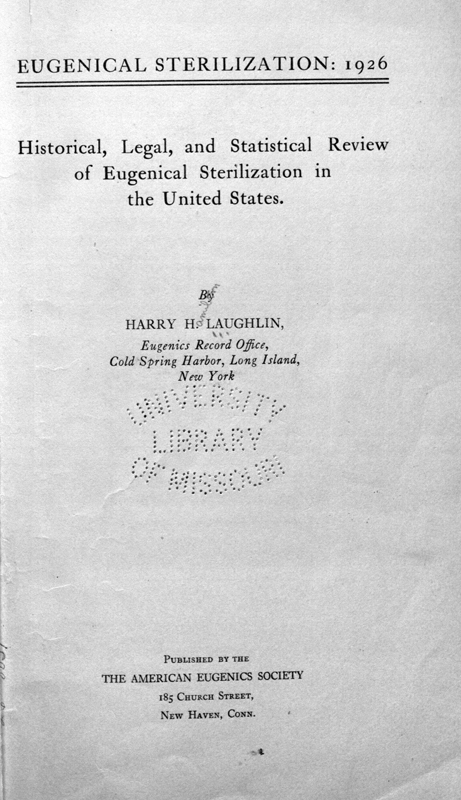 EUGENICAL STERILIZATION: 1926
Historical, Legal, and Statistical Review
of Eugenical Sterilization in
the United States.
By
HARRY H. LAUGHLIN,
Eugenics Record Office,
Cold Spring Harbor, Long Island,
New York
UNIVERSITY
LIBRARY
OF MISSOURI
PUBLISHED BY THE
THE AMERICAN EUGENICS SOCIETY
185 CHURCH STREET,
NEW HAVEN, CONN.